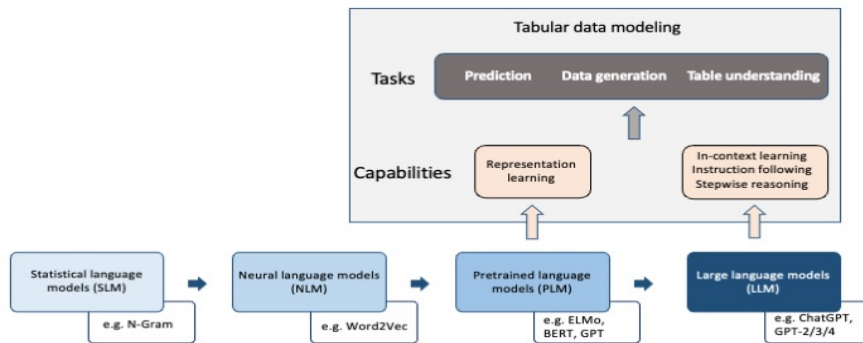 Tabular data modeling
Tasks
Prediction
Data generation
Table understanding
Capabilities
Representation
learning
In-context learning
Instruction following
Stepwise reasoning
Statistical language
models (SLM)
e.g. N-Gram
Neural language models
(NLM)
e.g. Word2Vec
Pretrained language
models (PLM)
e.g. ELMo,
BERT, GPT
Large language models
(LLM)
e.g. ChatGPT,
GPT-2/3/4